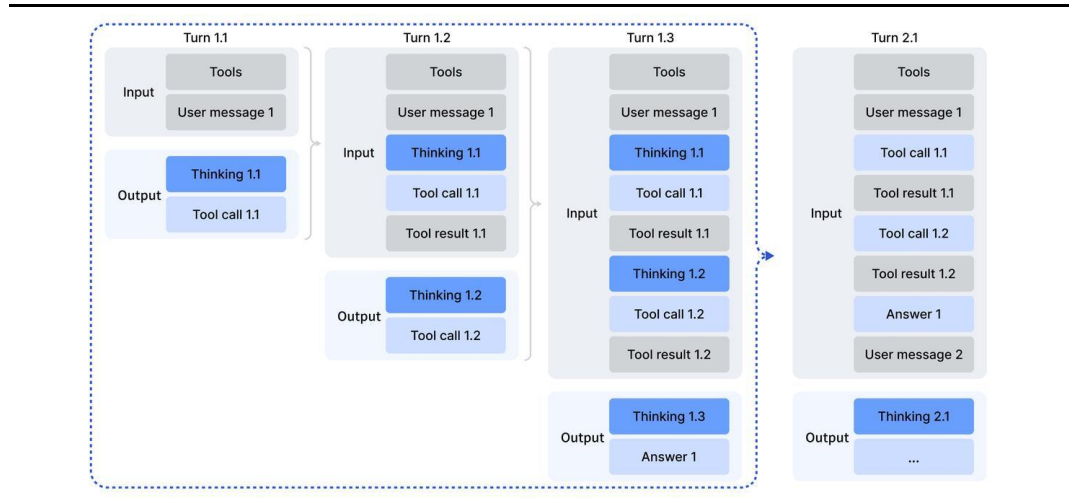 Turn 1.1
Input
Tools
User message 1
Output
Thinking 1.1
Tool call 1.1
Turn 1.2
Input
Tools
User message 1
Thinking 1.1
Tool call 1.1
Tool result 1.1
Output
Thinking 1.2
Tool call 1.2
Turn 1.3
Input
Tools
User message 1
Thinking 1.1
Tool call 1.1
Tool result 1.1
Thinking 1.2
Tool call 1.2
Tool result 1.2
Output
Thinking 1.3
Answer 1
Turn 2.1
Input
Tools
User message 1
Tool call 1.1
Tool result 1.1
Tool call 1.2
Tool result 1.2
Answer 1
User message 2
Output
Thinking 2.1
...